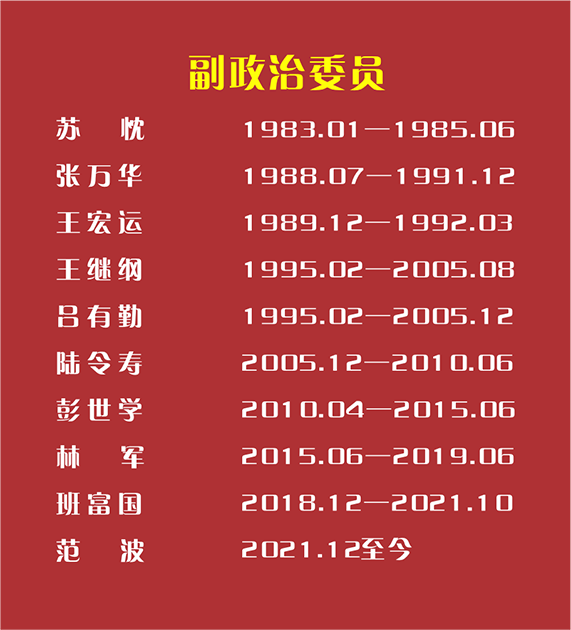 副政治委员
苏 忱 1983.01—1985.06
张万华 1988.07—1991.12
王宏运 1989.12—1992.03
王继纲 1995.02—2005.08
吕有勤 1995.02—2005.12
陆令寿 2005.12—2010.06
彭世学 2010.04—2015.06
林 军 2015.06—2019.06
班富国 2018.12—2021.10
范 波 2021.12至今